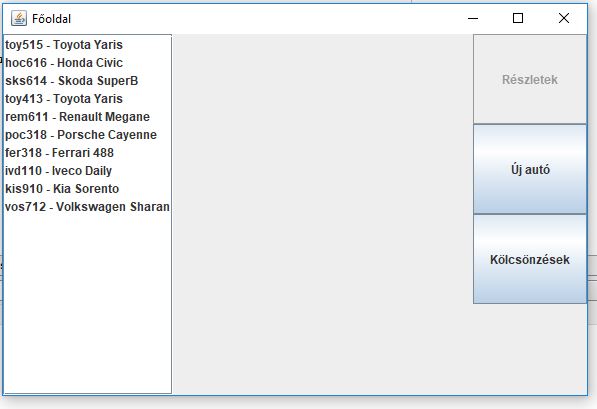 Főoldal
toy515 - Toyota Yaris
hoc616 - Honda Civic
sks614 - Skoda SuperB
toy413 - Toyota Yaris
rem611 - Renault Megane
poc318 - Porsche Cayenne
fer318 - Ferrari 488
ivd110 - Iveco Daily
kis910 - Kia Sorento
vos712 - Volkswagen Sharan
Részletek
Új autó
Kölcsönzések